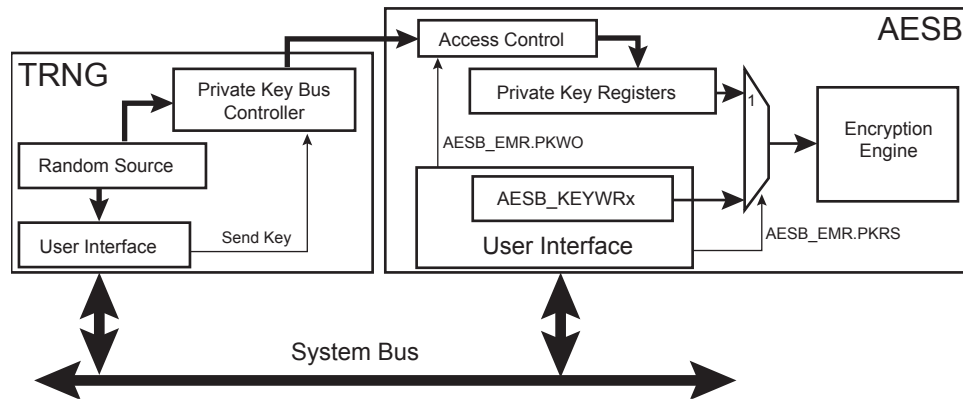 AESB
TRNG
Access Control
Private Key Bus
Controller
Private Key Registers
1
Encryption
Engine
AESB_EMR.PKWO
Random Source
AESB_KEYWRx
User Interface
Send Key
User Interface
AESB_EMR.PKRS
System Bus